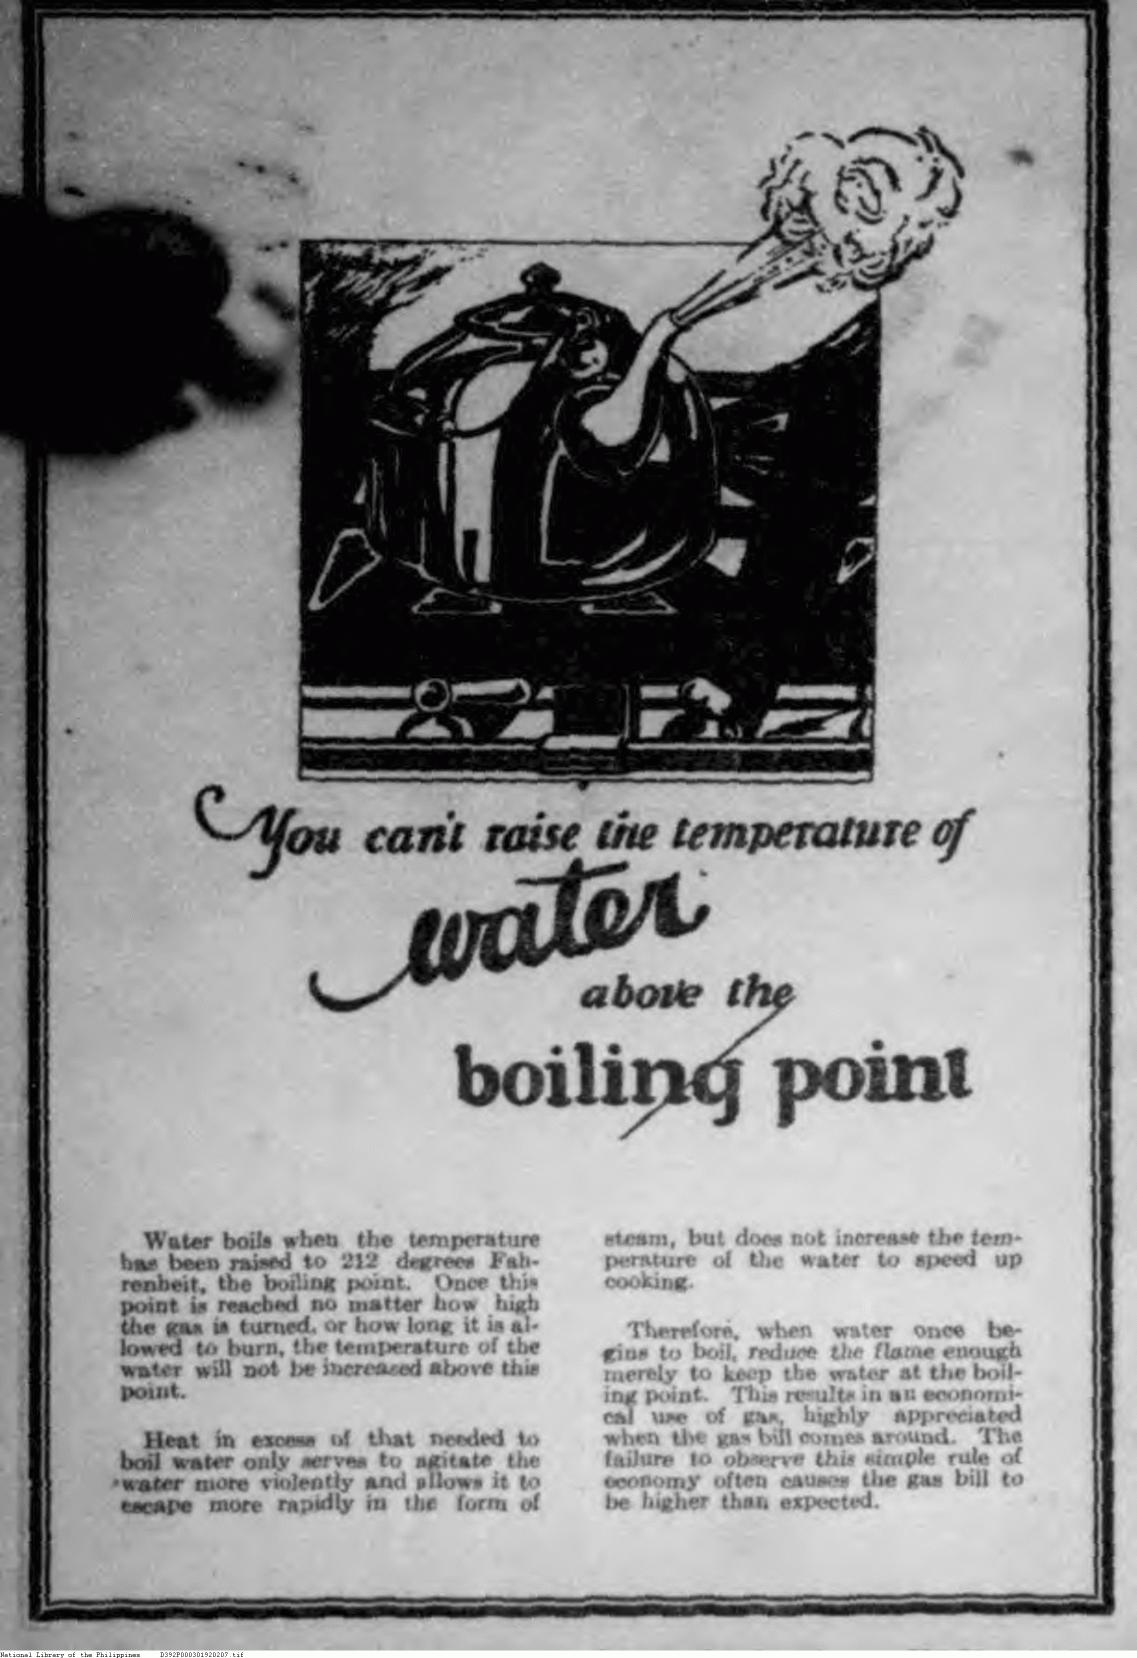 You can't raise the temperature of
water
above the
boiling point
Water boils when the temperature
has been raised to 212 degrees Fah-
renheit, the boiling point. Once this
point is reached no matter how high
the gas is turned, or how long it is al-
lowed to burn, the temperature of the
water will not be increased above this
point.
Heat in excess of that needed to
boil water only serves to agitate the
water more violently and allows it to
escape more rapidly in the form of
steam, but does not increase the tem-
perature of the water to speed up
cooking.
Therefore, when water once be-
gins to boil, reduce the flame enough
merely to keep the water at the boil-
ing point. This results in an economi-
cal use of gas, highly appreciated
when the gas bill comes around. The
failure to observe this simple rule of
economy often causes the gas bill to
be higher than expected.
National Library of the Philippines D392P000301920207.tif